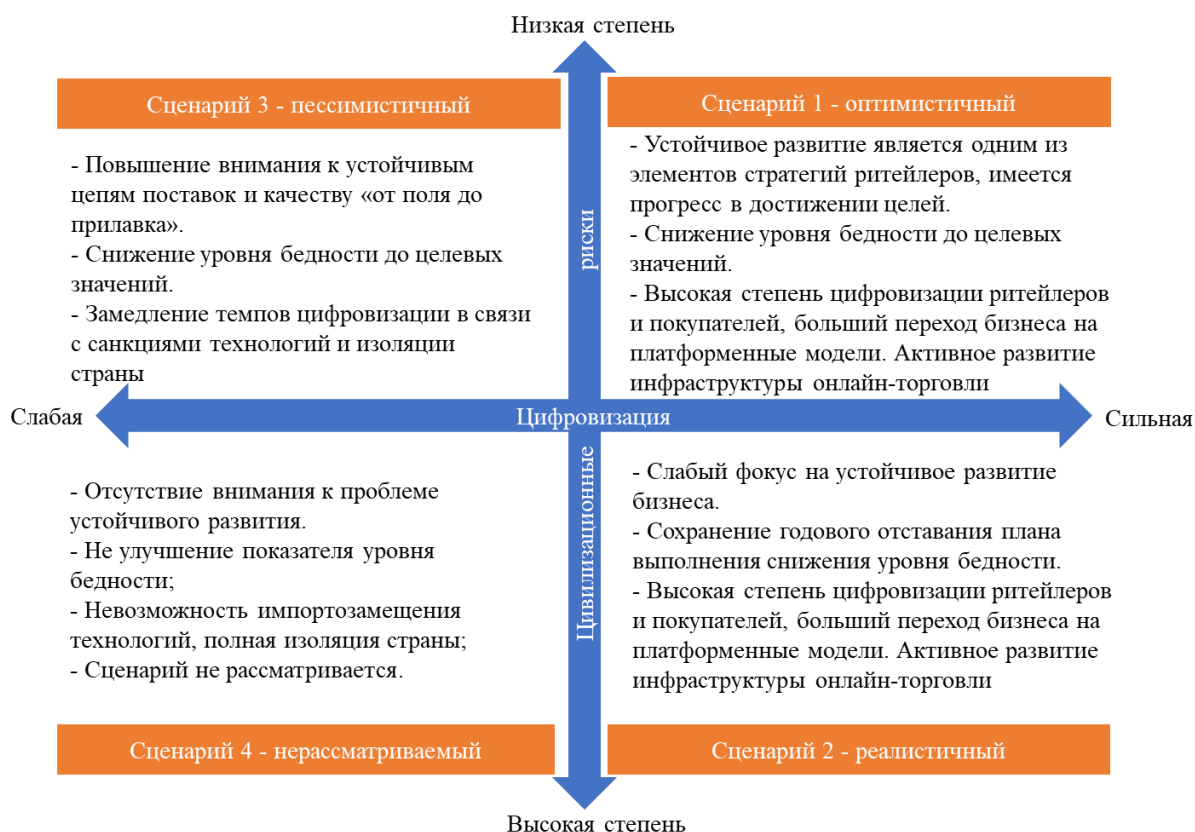 Низкая степень
Сценарий 3 - пессимистичный
- Повышение внимания к устойчивым
цепям поставок и качеству «от поля до
прилавка».
- Снижение уровня бедности до целевых
значений.
- Замедление темпов цифровизации в связи
с санкциями технологий и изоляции
страны
Сценарий 1 - оптимистичный
- Устойчивое развитие является одним из
элементов стратегий ритейлеров, имеется
прогресс в достижении целей.
- Снижение уровня бедности до целевых
значений.
- Высокая степень цифровизации ритейлеров
и покупателей, больший переход бизнеса на
платформенные модели. Активное развитие
инфраструктуры онлайн-торговли
риски
Слабая
Цифровизация
Сильная
Цивилизационные
- Отсутствие внимания к проблеме
устойчивого развития.
- Не улучшение показателя уровня
бедности;
- Невозможность импортозамещения
технологий, полная изоляция страны;
- Сценарий не рассматривается.
Сценарий 4 - нерассматриваемый
- Слабый фокус на устойчивое развитие
бизнеса.
- Сохранение годового отставания плана
выполнения снижения уровня бедности.
- Высокая степень цифровизации ритейлеров
и покупателей, больший переход бизнеса на
платформенные модели. Активное развитие
инфраструктуры онлайн-торговли
Сценарий 2 - реалистичный
Высокая степень